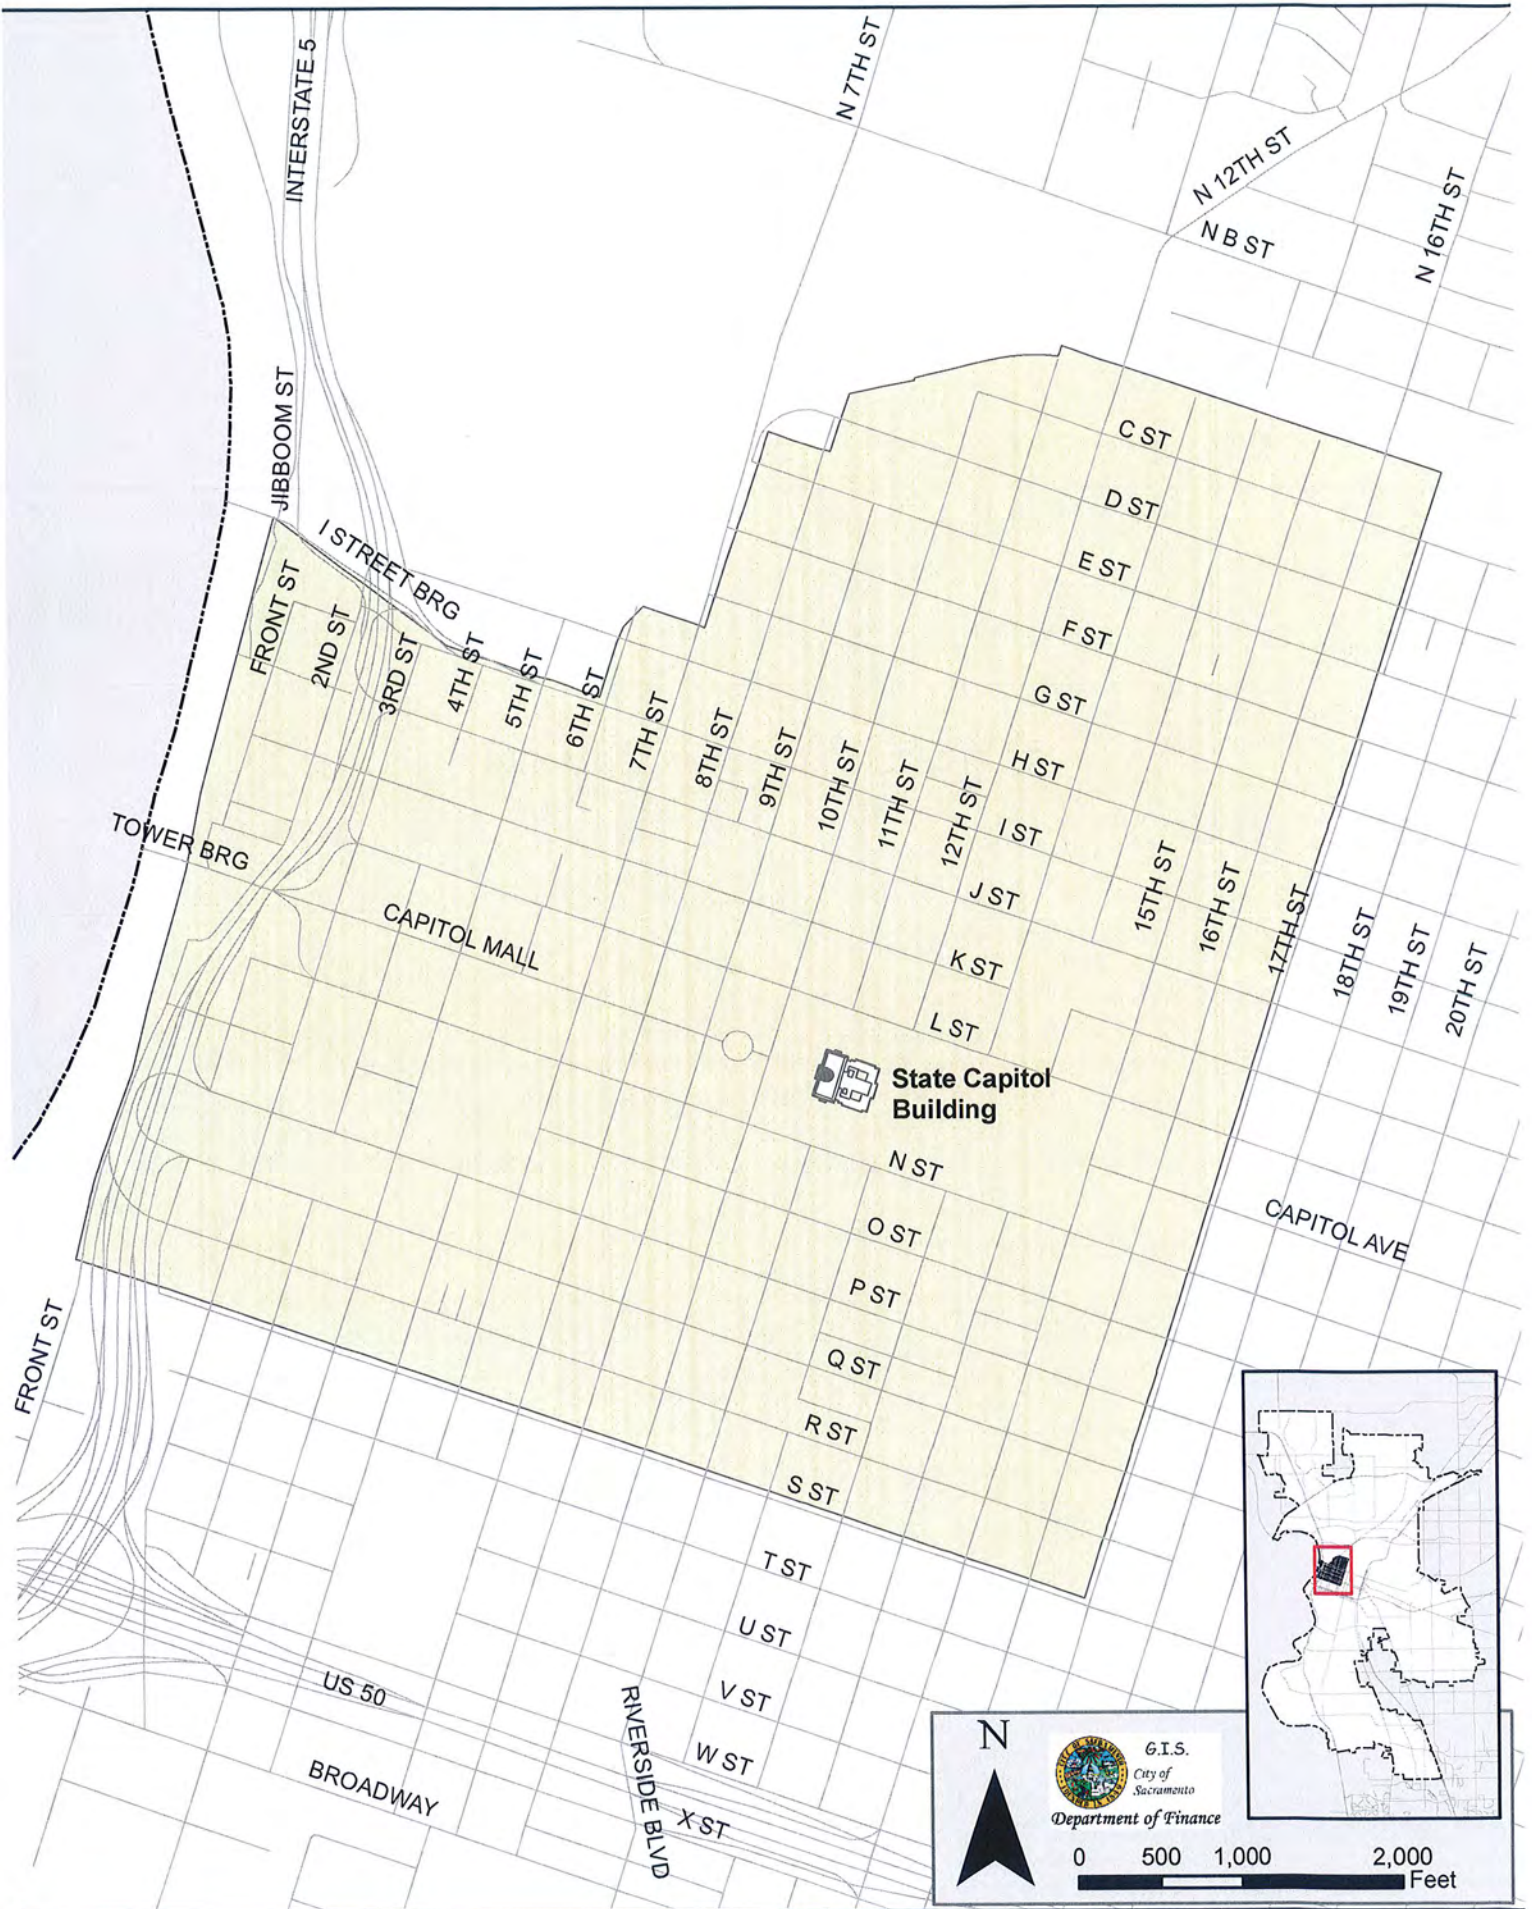 INTERSTATE 5
N 7TH ST
N 12TH ST
N B ST
N 16TH ST
JIBBOOM ST
I STREET BRG
FRONT ST
2ND ST
3RD ST
4TH ST
5TH ST
6TH ST
7TH ST
8TH ST
9TH ST
10TH ST
11TH ST
12TH ST
15TH ST
16TH ST
17TH ST
18TH ST
19TH ST
20TH ST
C ST
D ST
E ST
F ST
G ST
H ST
I ST
J ST
K ST
L ST
TOWER BRG
CAPITOL MALL
State Capitol
Building
N ST
O ST
P ST
Q ST
R ST
S ST
T ST
U ST
V ST
W ST
X ST
CAPITOL AVE
FRONT ST
US 50
RIVERSIDE BLVD
BROADWAY
N
G.I.S.
City of
Sacramento
Department of Finance
0 500 1,000 2,000
Feet